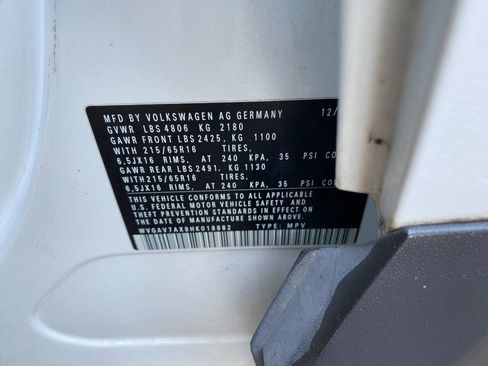 MFD BY VOLKSWAGEN AG GERMANY 12/
GVWR LBS 4806 KG 2180
GAWR FRONT LBS 2425, KG 1100
WITH 215/65R16 TIRES,
6,5JX16 RIMS, AT 240 KPA, 35 PSI CO
GAWR REAR LBS 2491, KG 1130
WITH 215/65R16 TIRES,
6,5JX16 RIMS, AT 240 KPA, 35 PSI CO
THIS VEHICLE CONFORMS TO ALL APPLICABLE
U.S. FEDERAL MOTOR VEHICLE SAFETY AND
THEFT PREVENTION STANDARDS IN EFFECT ON
THE DATE OF MANUFACTURE SHOWN ABOVE
WVGAV7AX8HK018882 TYPE: MPV